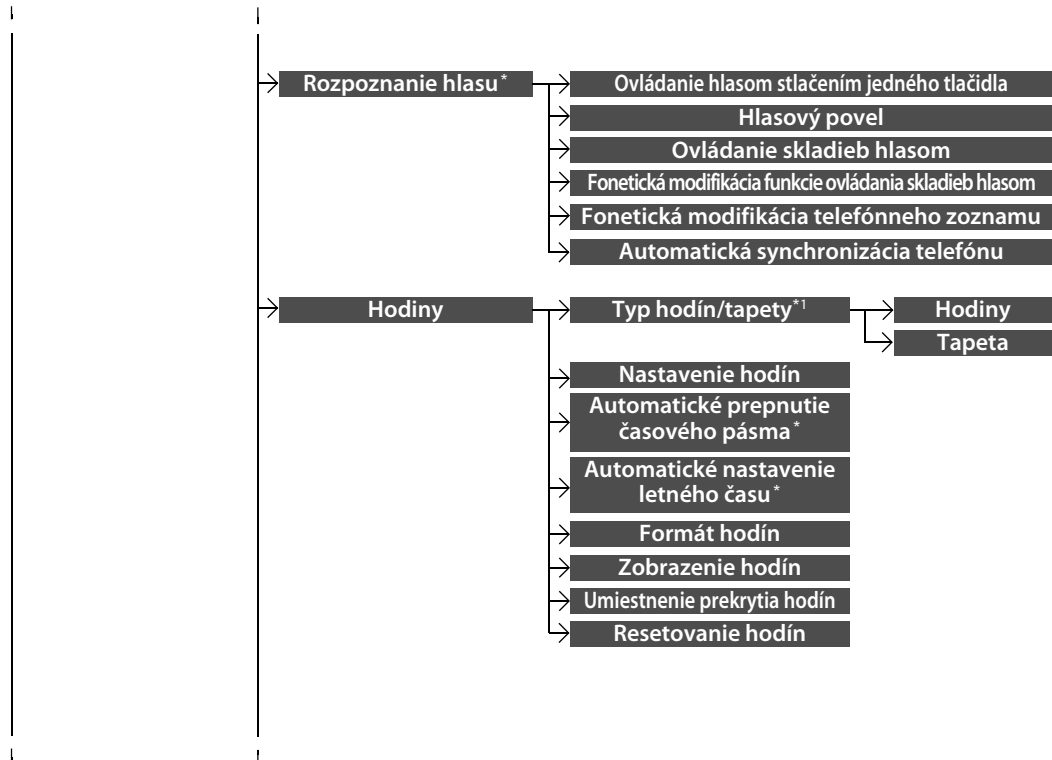 Rozpoznanie hlasu*
Ovládanie hlasom stlačením jedného tlačidla
Hlasový povel
Ovládanie skladieb hlasom
Fonetická modifikácia funkcie ovládania skladieb hlasom
Fonetická modifikácia telefónneho zoznamu
Automatická synchronizácia telefónu
Hodiny
Typ hodín/tapety*1
Hodiny
Tapeta
Nastavenie hodín
Automatické prepnutie
časového pásma*
Automatické nastavenie
letného času*
Formát hodín
Zobrazenie hodín
Umiestnenie prekrytia hodín
Resetovanie hodín